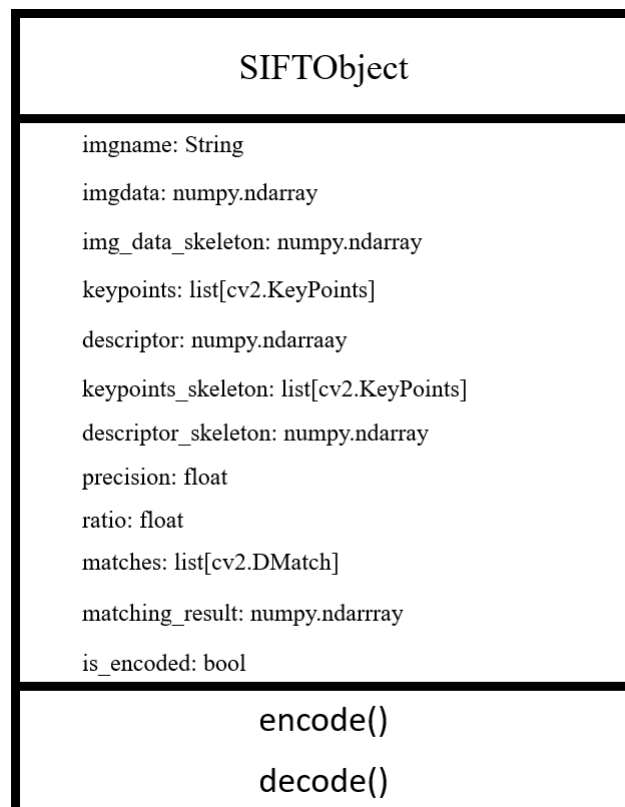 SIFTObject
imgname: String
imgdata: numpy.ndarray
img_data_skeleton: numpy.ndarray
keypoints: list[cv2.KeyPoints]
descriptor: numpy.ndarraay
keypoints_skeleton: list[cv2.KeyPoints]
descriptor_skeleton: numpy.ndarray
precision: float
ratio: float
matches: list[cv2.DMatch]
matching_result: numpy.ndarrray
is_encoded: bool
encode()
decode()